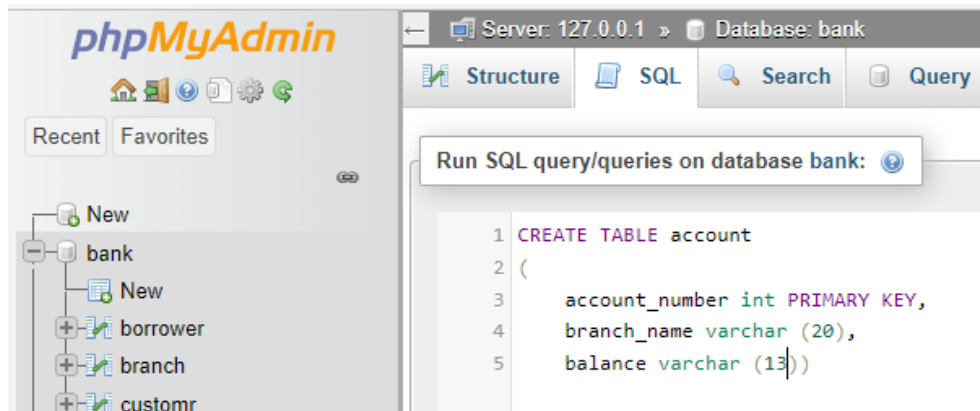 phpMyAdmin
Recent Favorites
New
bank
New
borrower
branch
customr
← Server: 127.0.0.1 » Database: bank
Structure SQL Search Query
Run SQL query/queries on database bank:
1 CREATE TABLE account
2 (
3 account_number int PRIMARY KEY,
4 branch_name varchar (20),
5 balance varchar (13))